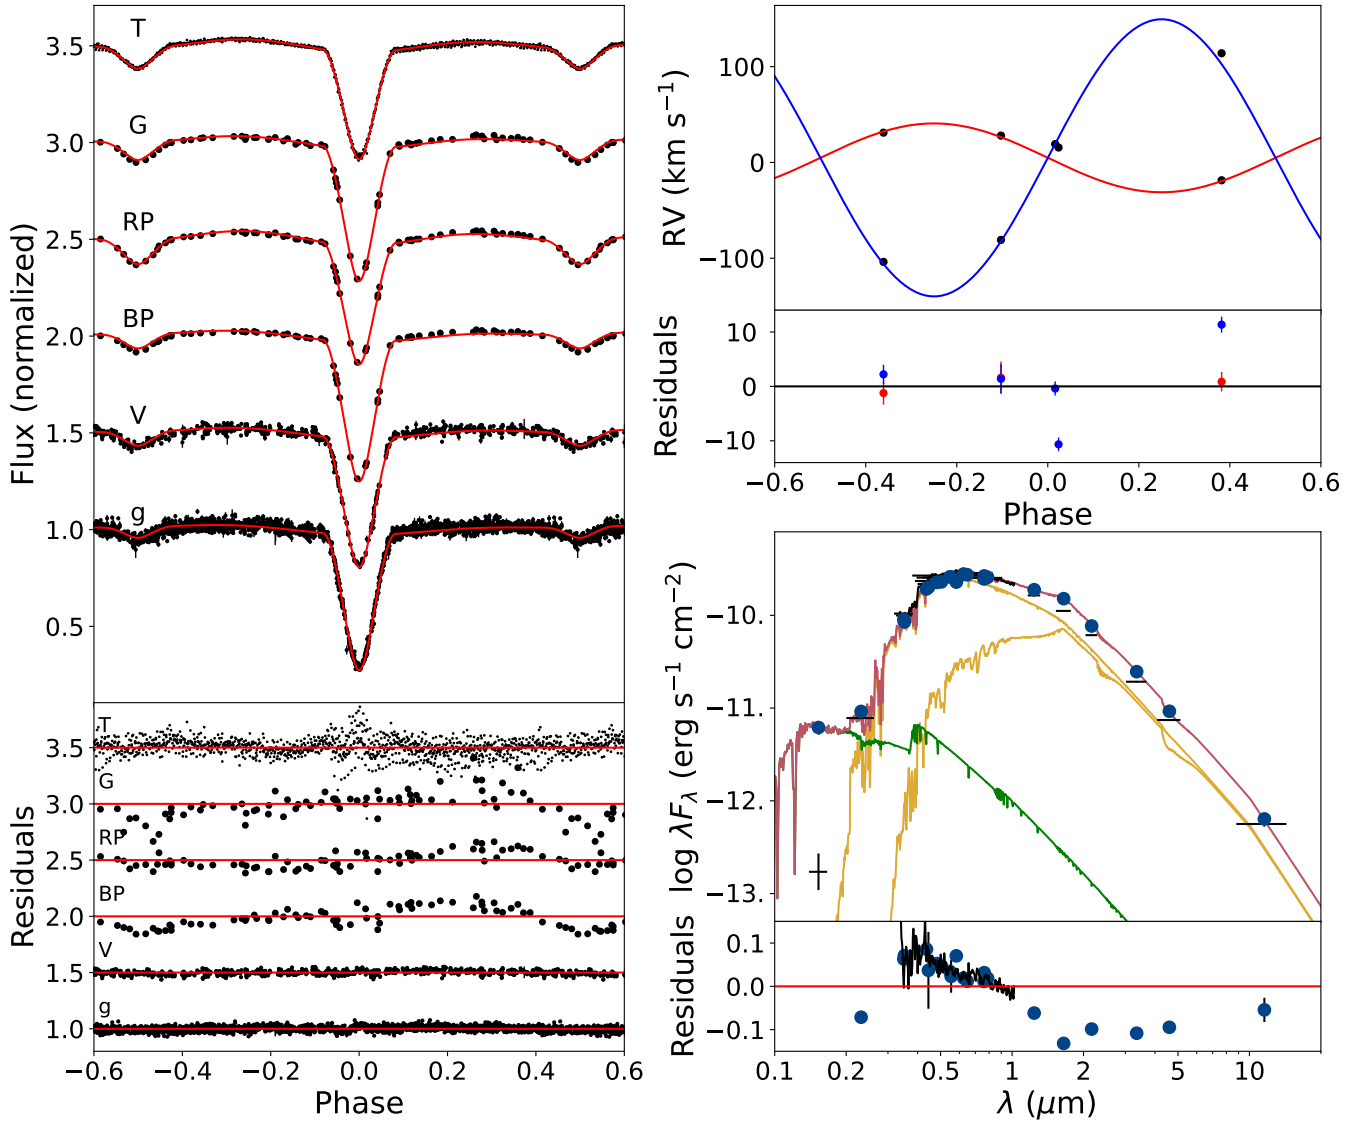 T
G
RP
BP
V
g
3.5
3.0
2.5
2.0
1.5
1.0
0.5
Flux (normalized)
T
G
RP
BP
V
g
3.5
3.0
2.5
2.0
1.5
1.0
Residuals
−0.6 −0.4 −0.2 0.0 0.2 0.4 0.6
Phase
100
0
−100
RV (km s⁻¹)
10
0
−10
Residuals
−0.6 −0.4 −0.2 0.0 0.2 0.4 0.6
Phase
−10.
−11.
−12.
−13.
log λF_λ (erg s⁻¹ cm⁻²)
0.1
0.0
−0.1
Residuals
0.1 0.2 0.5 1 2 5 10
λ (μm)